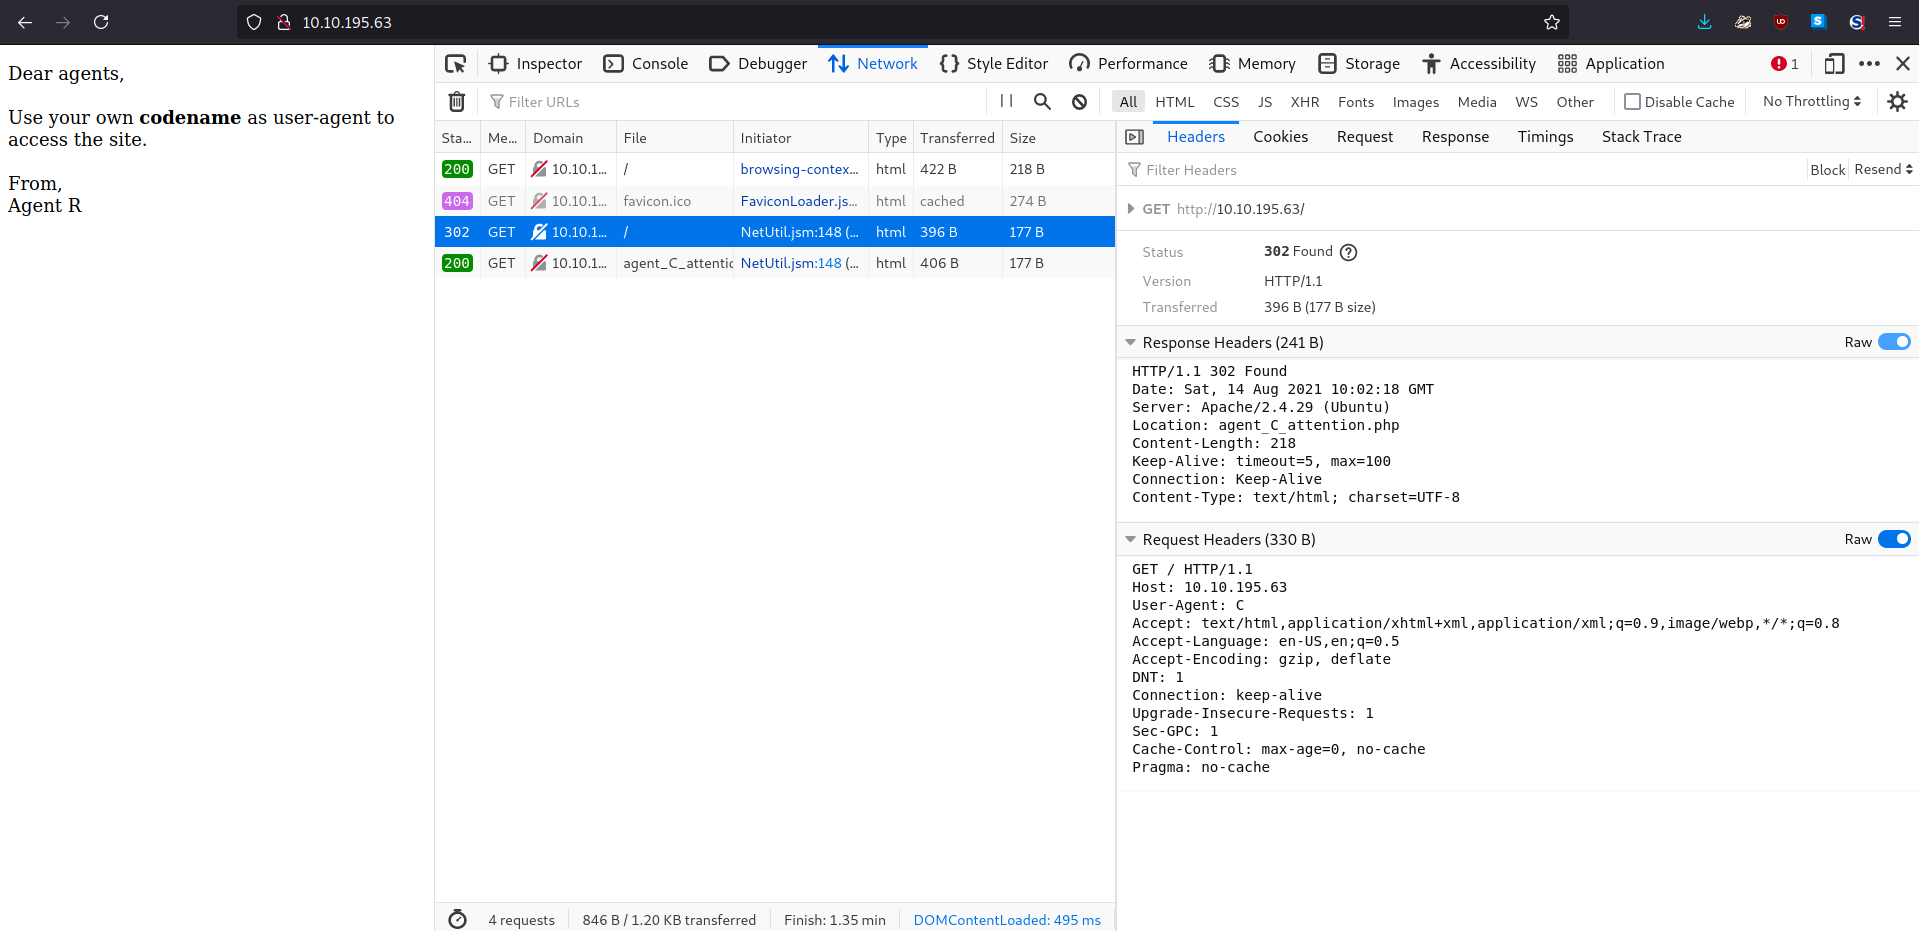 10.10.195.63
Dear agents,
Use your own codename as user-agent to
access the site.
From,
Agent R
Inspector Console Debugger Network Style Editor Performance Memory Storage Accessibility Application 1
Filter URLs
All HTML CSS JS XHR Fonts Images Media WS Other Disable Cache No Throttling
Sta... Me... Domain File Initiator Type Transferred Size
200 GET 10.10.1... / browsing-contex... html 422 B 218 B
404 GET 10.10.1... favicon.ico FaviconLoader.js... html cached 274 B
302 GET 10.10.1... / NetUtil.jsm:148 (... html 396 B 177 B
200 GET 10.10.1... agent_C_attentic NetUtil.jsm:148 (... html 406 B 177 B
4 requests 846 B / 1.20 KB transferred Finish: 1.35 min DOMContentLoaded: 495 ms
Headers Cookies Request Response Timings Stack Trace
Filter Headers Block Resend
GET http://10.10.195.63/
Status 302 Found ?
Version HTTP/1.1
Transferred 396 B (177 B size)
Response Headers (241 B) Raw
HTTP/1.1 302 Found
Date: Sat, 14 Aug 2021 10:02:18 GMT
Server: Apache/2.4.29 (Ubuntu)
Location: agent_C_attention.php
Content-Length: 218
Keep-Alive: timeout=5, max=100
Connection: Keep-Alive
Content-Type: text/html; charset=UTF-8
Request Headers (330 B) Raw
GET / HTTP/1.1
Host: 10.10.195.63
User-Agent: C
Accept: text/html,application/xhtml+xml,application/xml;q=0.9,image/webp,*/*;q=0.8
Accept-Language: en-US,en;q=0.5
Accept-Encoding: gzip, deflate
DNT: 1
Connection: keep-alive
Upgrade-Insecure-Requests: 1
Sec-GPC: 1
Cache-Control: max-age=0, no-cache
Pragma: no-cache